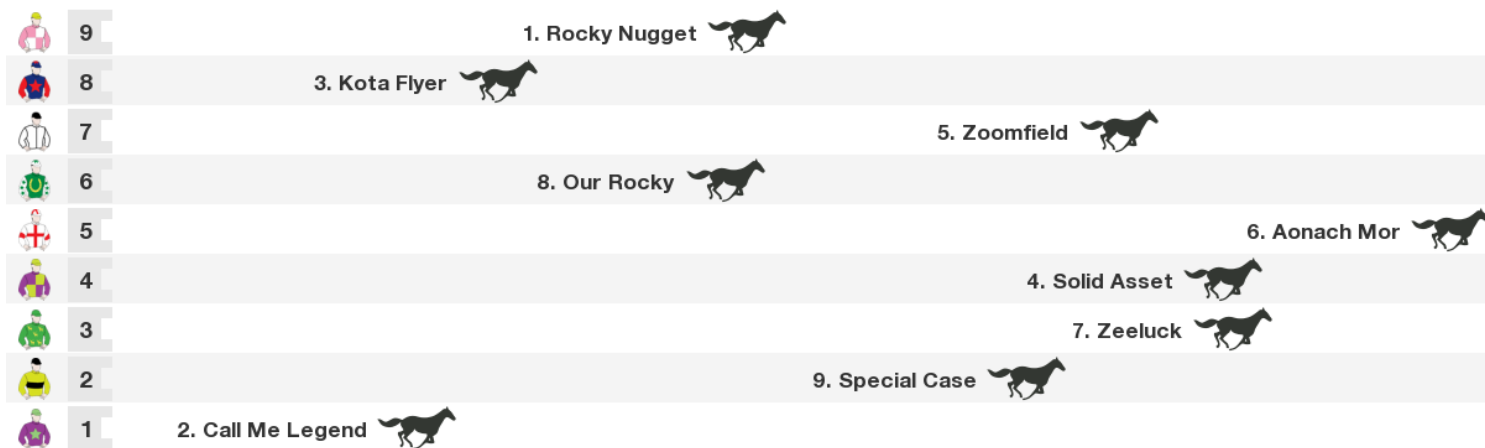 9 1. Rocky Nugget
8 3. Kota Flyer
7 5. Zoomfield
6 8. Our Rocky
5 6. Aonach Mor
4 4. Solid Asset
3 7. Zeeluck
2 9. Special Case
1 2. Call Me Legend